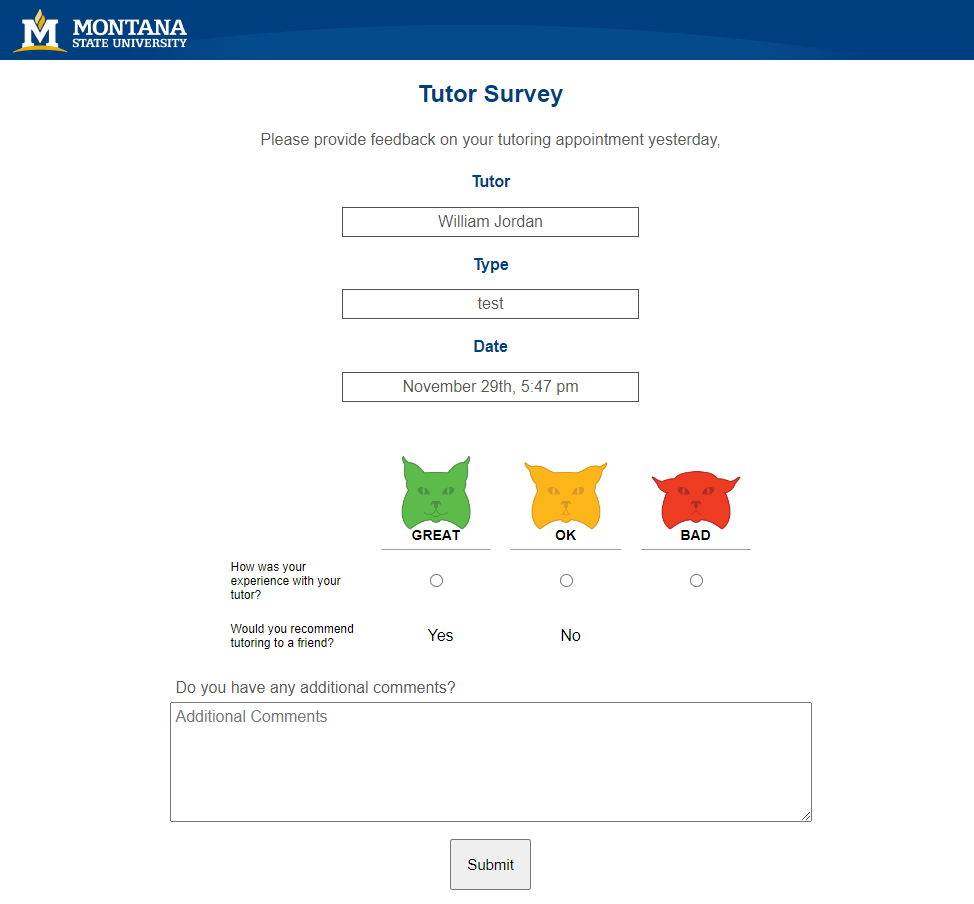 MONTANA
STATE UNIVERSITY
Tutor Survey
Please provide feedback on your tutoring appointment yesterday,
Tutor
William Jordan
Type
test
Date
November 29th, 5:47 pm
GREAT OK BAD
How was your
experience with your
tutor?
Would you recommend
tutoring to a friend?
Yes No
Do you have any additional comments?
Additional Comments
Submit